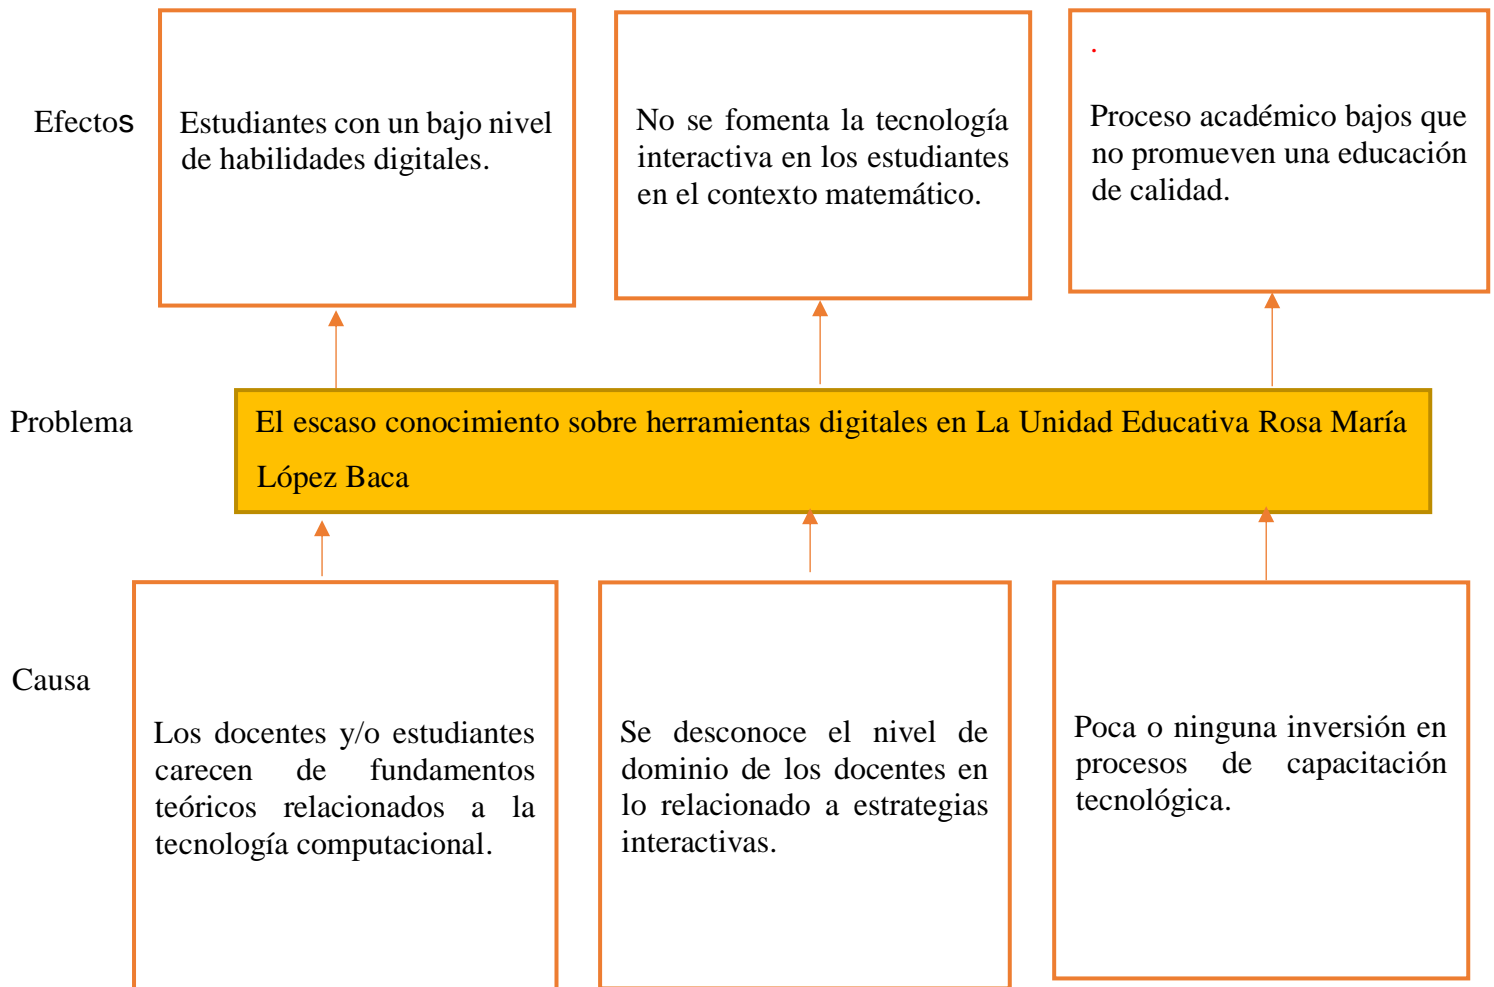 .
Efectos
Estudiantes con un bajo nivel
de habilidades digitales.
No se fomenta la tecnología
interactiva en los estudiantes
en el contexto matemático.
Proceso académico bajos que
no promueven una educación
de calidad.
Problema
El escaso conocimiento sobre herramientas digitales en La Unidad Educativa Rosa María
López Baca
Causa
Los docentes y/o estudiantes
carecen de fundamentos
teóricos relacionados a la
tecnología computacional.
Se desconoce el nivel de
dominio de los docentes en
lo relacionado a estrategias
interactivas.
Poca o ninguna inversión en
procesos de capacitación
tecnológica.